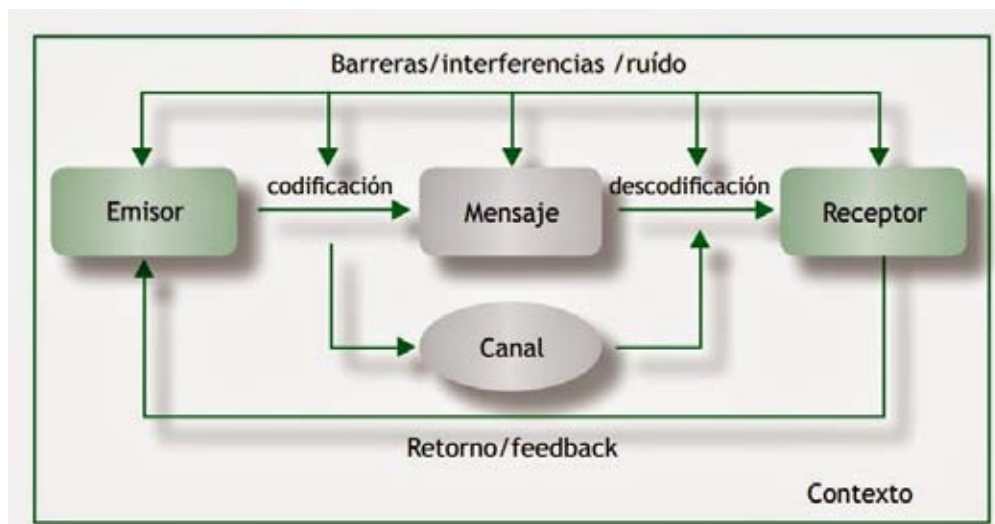 Barreras/interferencias /ruído
codificación
descodificación
Emisor
Mensaje
Receptor
Canal
Retorno/feedback
Contexto